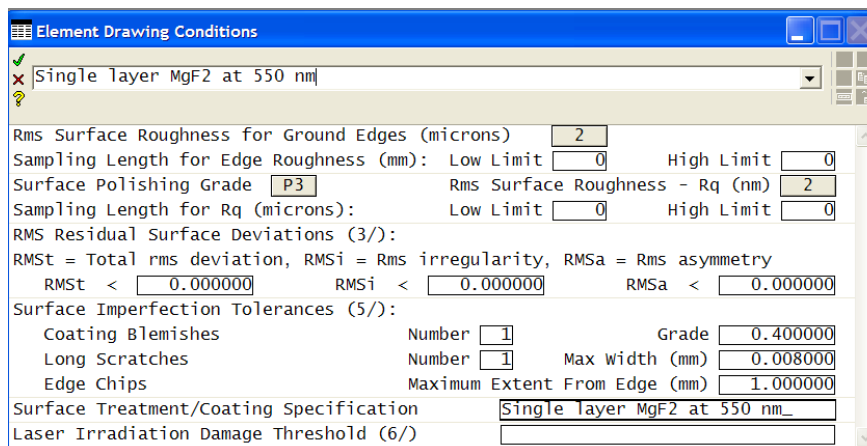 Element Drawing Conditions
Single layer MgF2 at 550 nm
?
Rms Surface Roughness for Ground Edges (microns) 2
Sampling Length for Edge Roughness (mm): Low Limit 0 High Limit 0
Surface Polishing Grade P3 Rms Surface Roughness - Rq (nm) 2
Sampling Length for Rq (microns): Low Limit 0 High Limit 0
RMS Residual Surface Deviations (3/):
RMSt = Total rms deviation, RMSi = Rms irregularity, RMSa = Rms asymmetry
RMSt < 0.000000 RMSi < 0.000000 RMSa < 0.000000
Surface Imperfection Tolerances (5/):
Coating Blemishes Number 1 Grade 0.400000
Long Scratches Number 1 Max Width (mm) 0.008000
Edge Chips Maximum Extent From Edge (mm) 1.000000
Surface Treatment/Coating Specification Single layer MgF2 at 550 nm_
Laser Irradiation Damage Threshold (6/)